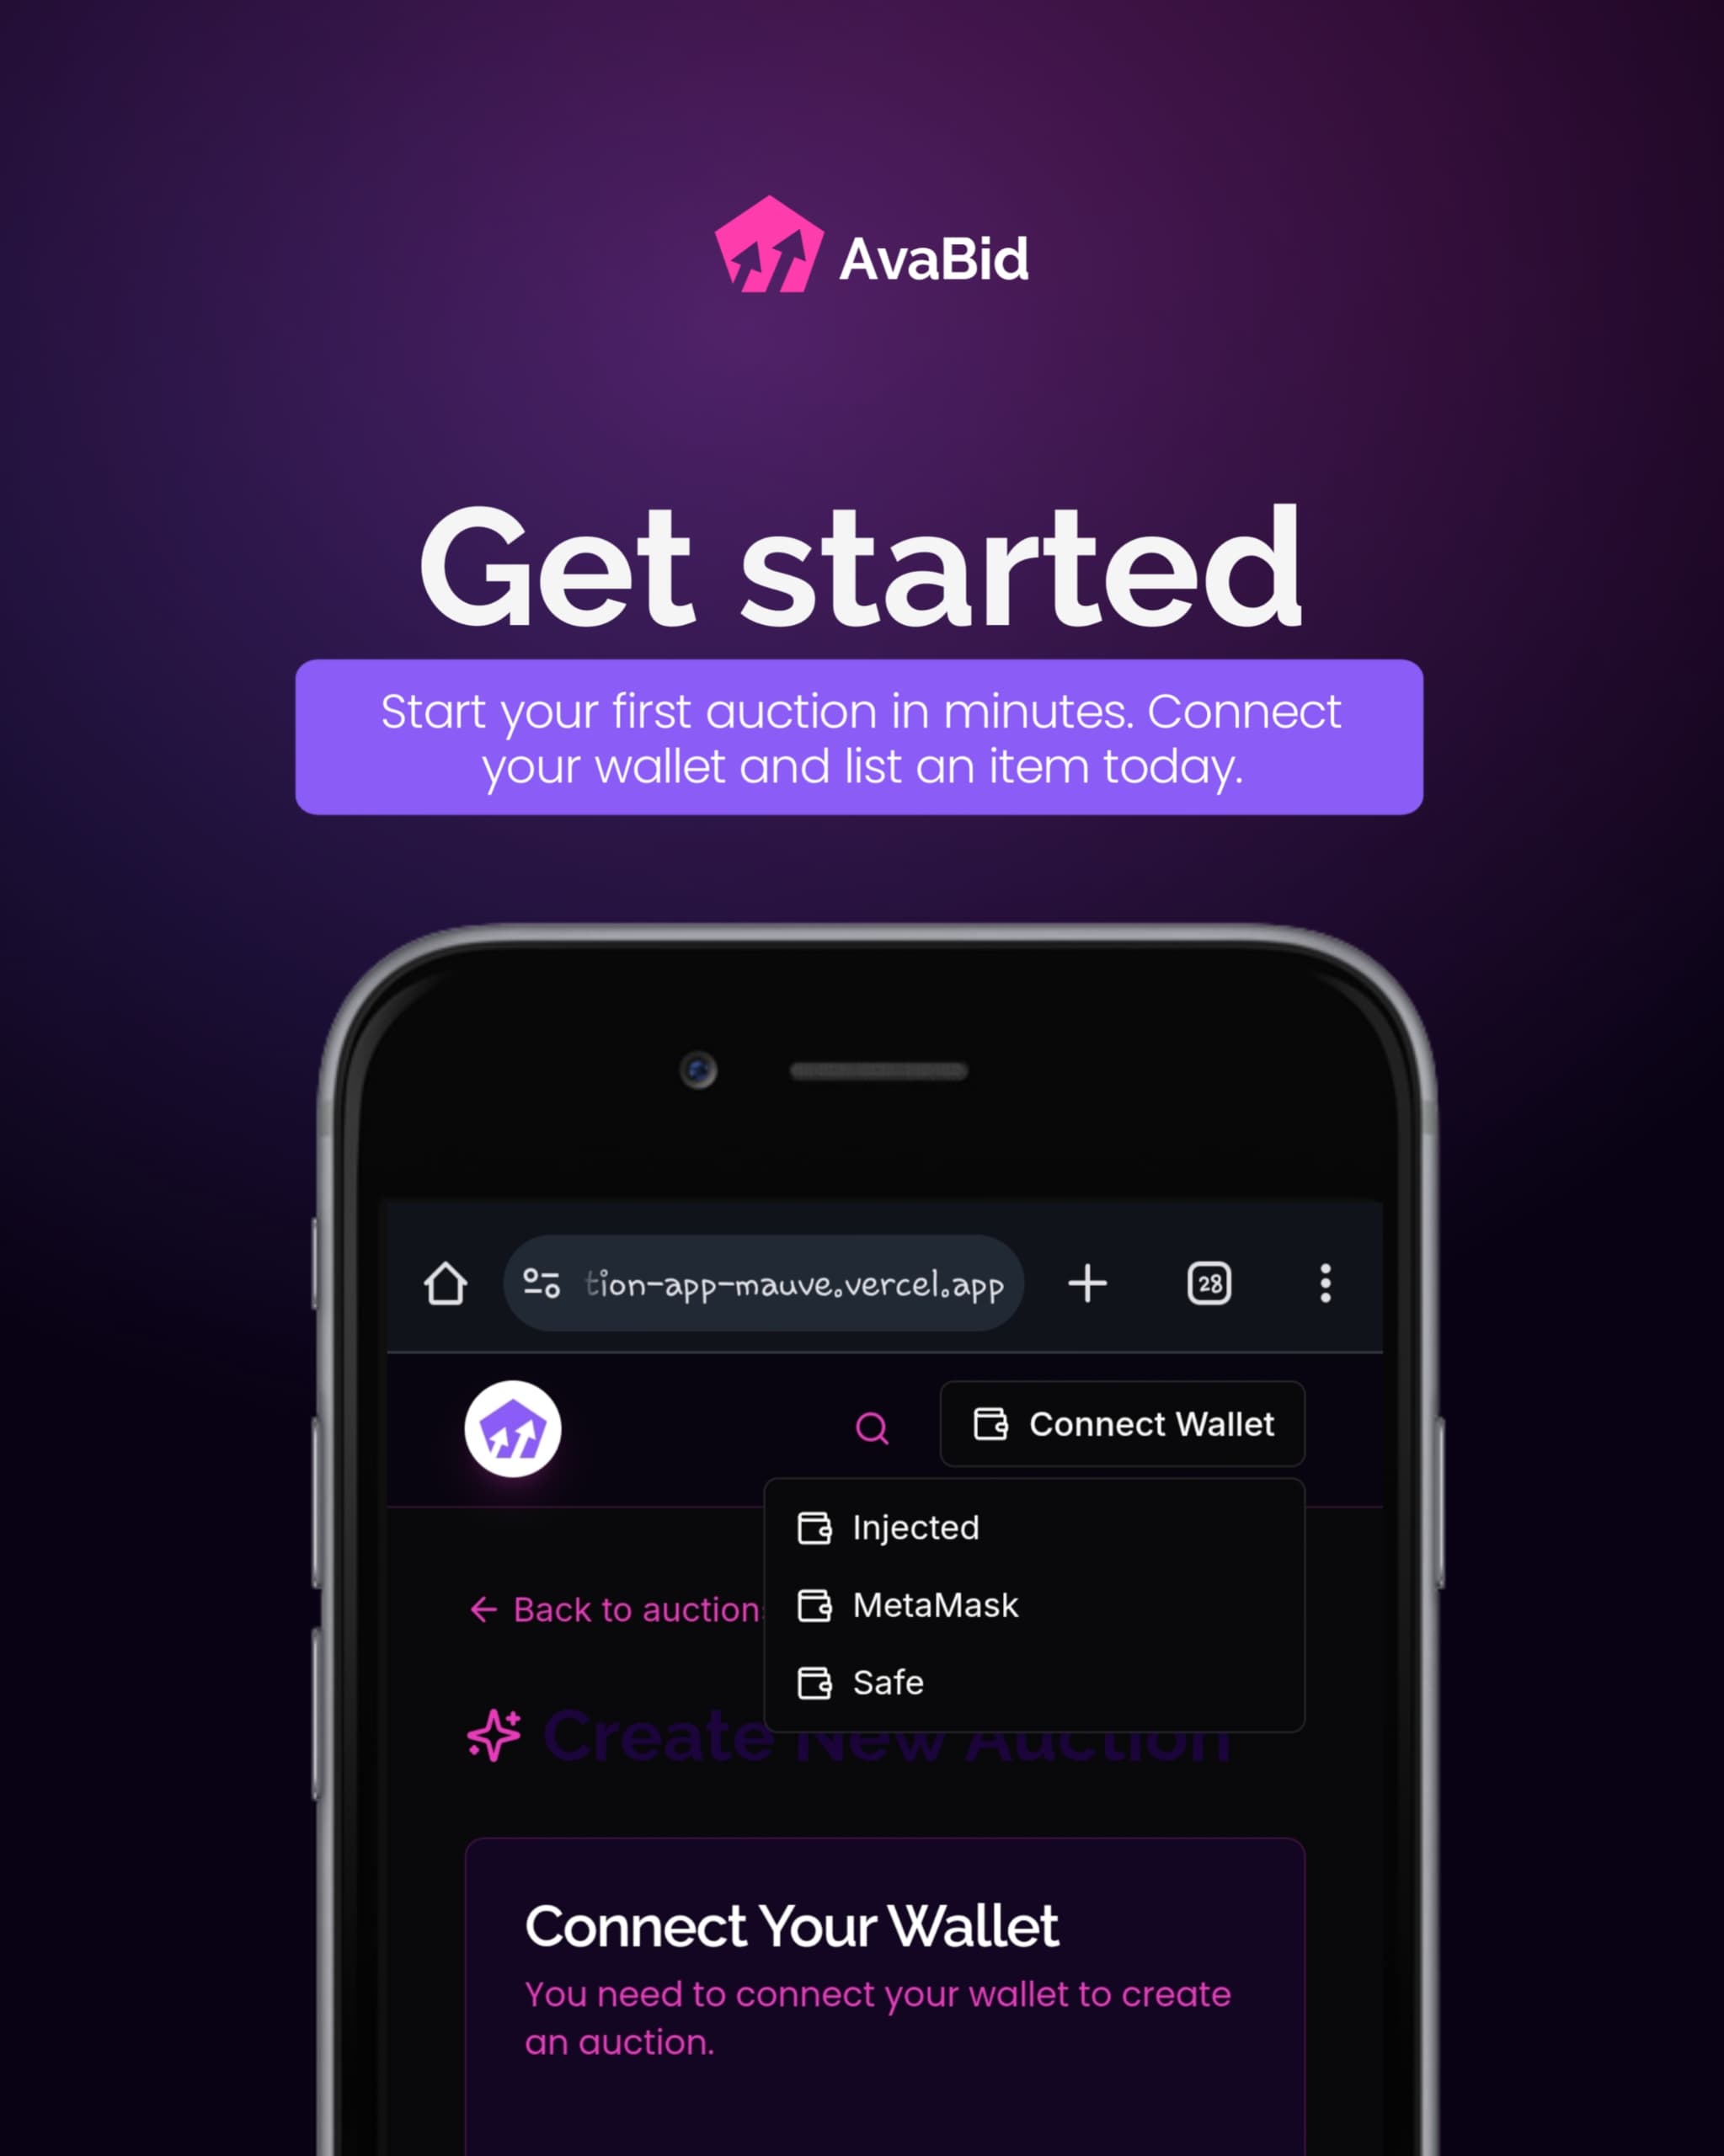 AvaBid
Get started
Start your first auction in minutes. Connect
your wallet and list an item today.
tion-app-mauve.vercel.app
28
Connect Wallet
Injected
MetaMask
Safe
Back to auction
Create New Auction
Connect Your Wallet
You need to connect your wallet to create
an auction.